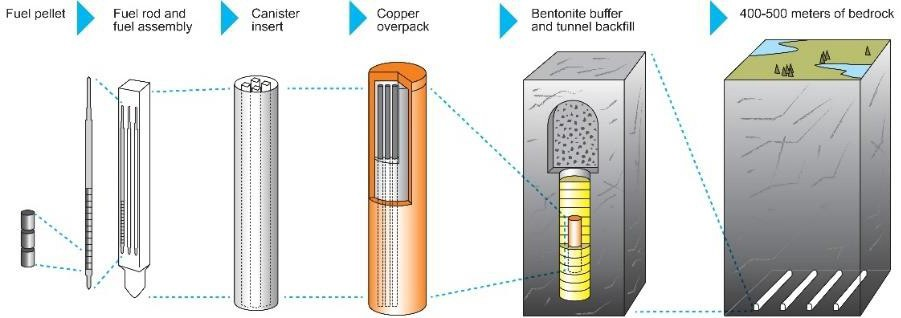 Fuel pellet
Fuel rod and
fuel assembly
Canister
insert
Copper
overpack
Bentonite buffer
and tunnel backfill
400-500 meters of bedrock